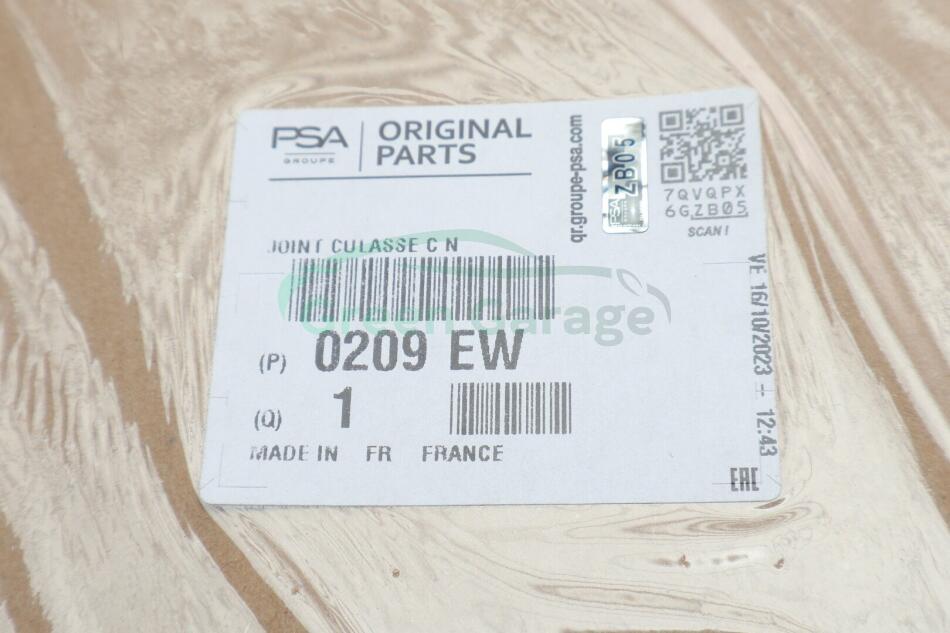 PSA
GROUPE
ORIGINAL
PARTS
qr.groupe-psa.com
PSA
ZB05
7QVQPX
6GZB05
SCAN!
JOINT CULASSE C N
Green Garage
(P) 0209 EW
(Q) 1
MADE IN FR FRANCE
VE 16/10/2023 - 12:43
EAC